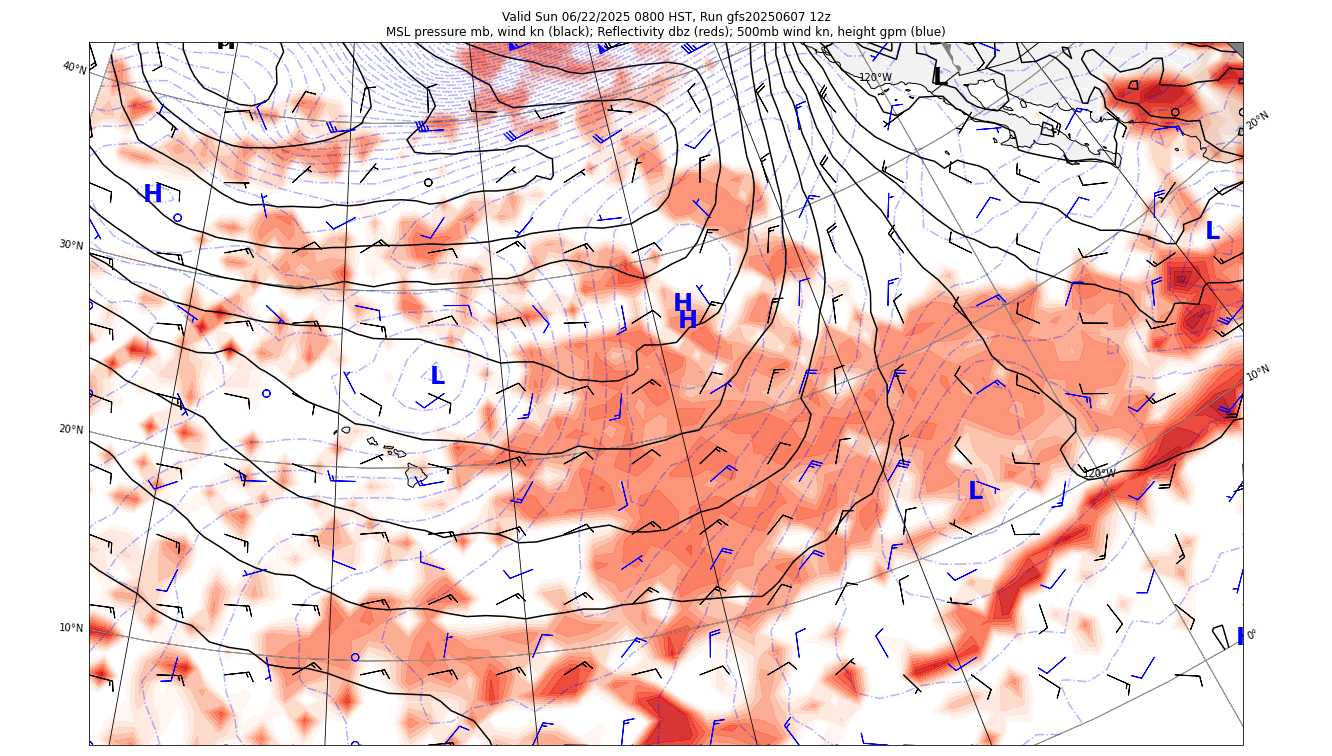 Valid Sun 06/22/2025 0800 HST, Run gfs20250607 12z
MSL pressure mb, wind kn (black); Reflectivity dbz (reds); 500mb wind kn, height gpm (blue)
40°N
120°W
L
20°N
H
L
30°N
H
H
L
10°N
20°N
120°W
L
10°N
0°